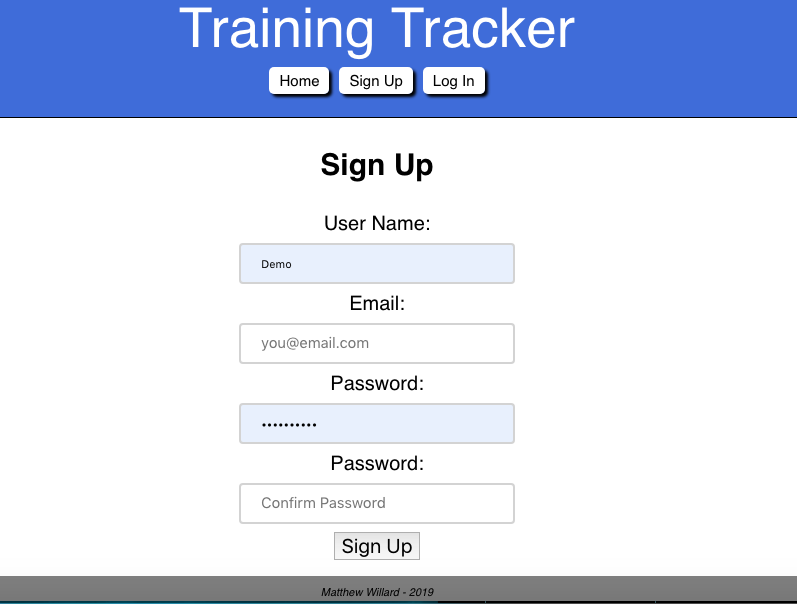 Training Tracker
Home Sign Up Log In
Sign Up
User Name:
Demo
Email:
you@email.com
Password:
••••••••••
Password:
Confirm Password
Sign Up
Matthew Willard - 2019